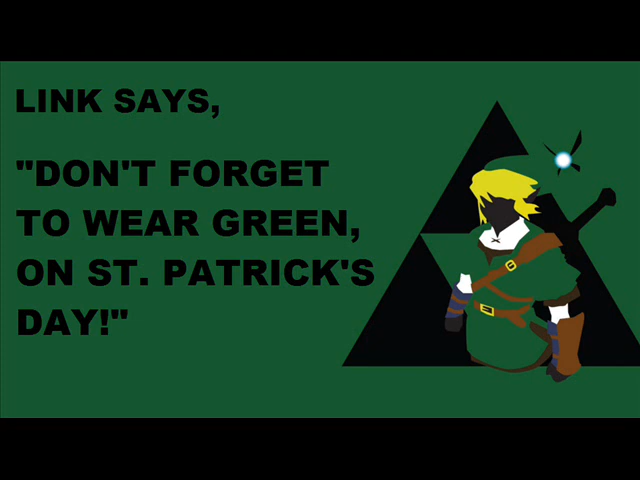 LINK SAYS,
"DON'T FORGET
TO WEAR GREEN,
ON ST. PATRICK'S
DAY!"